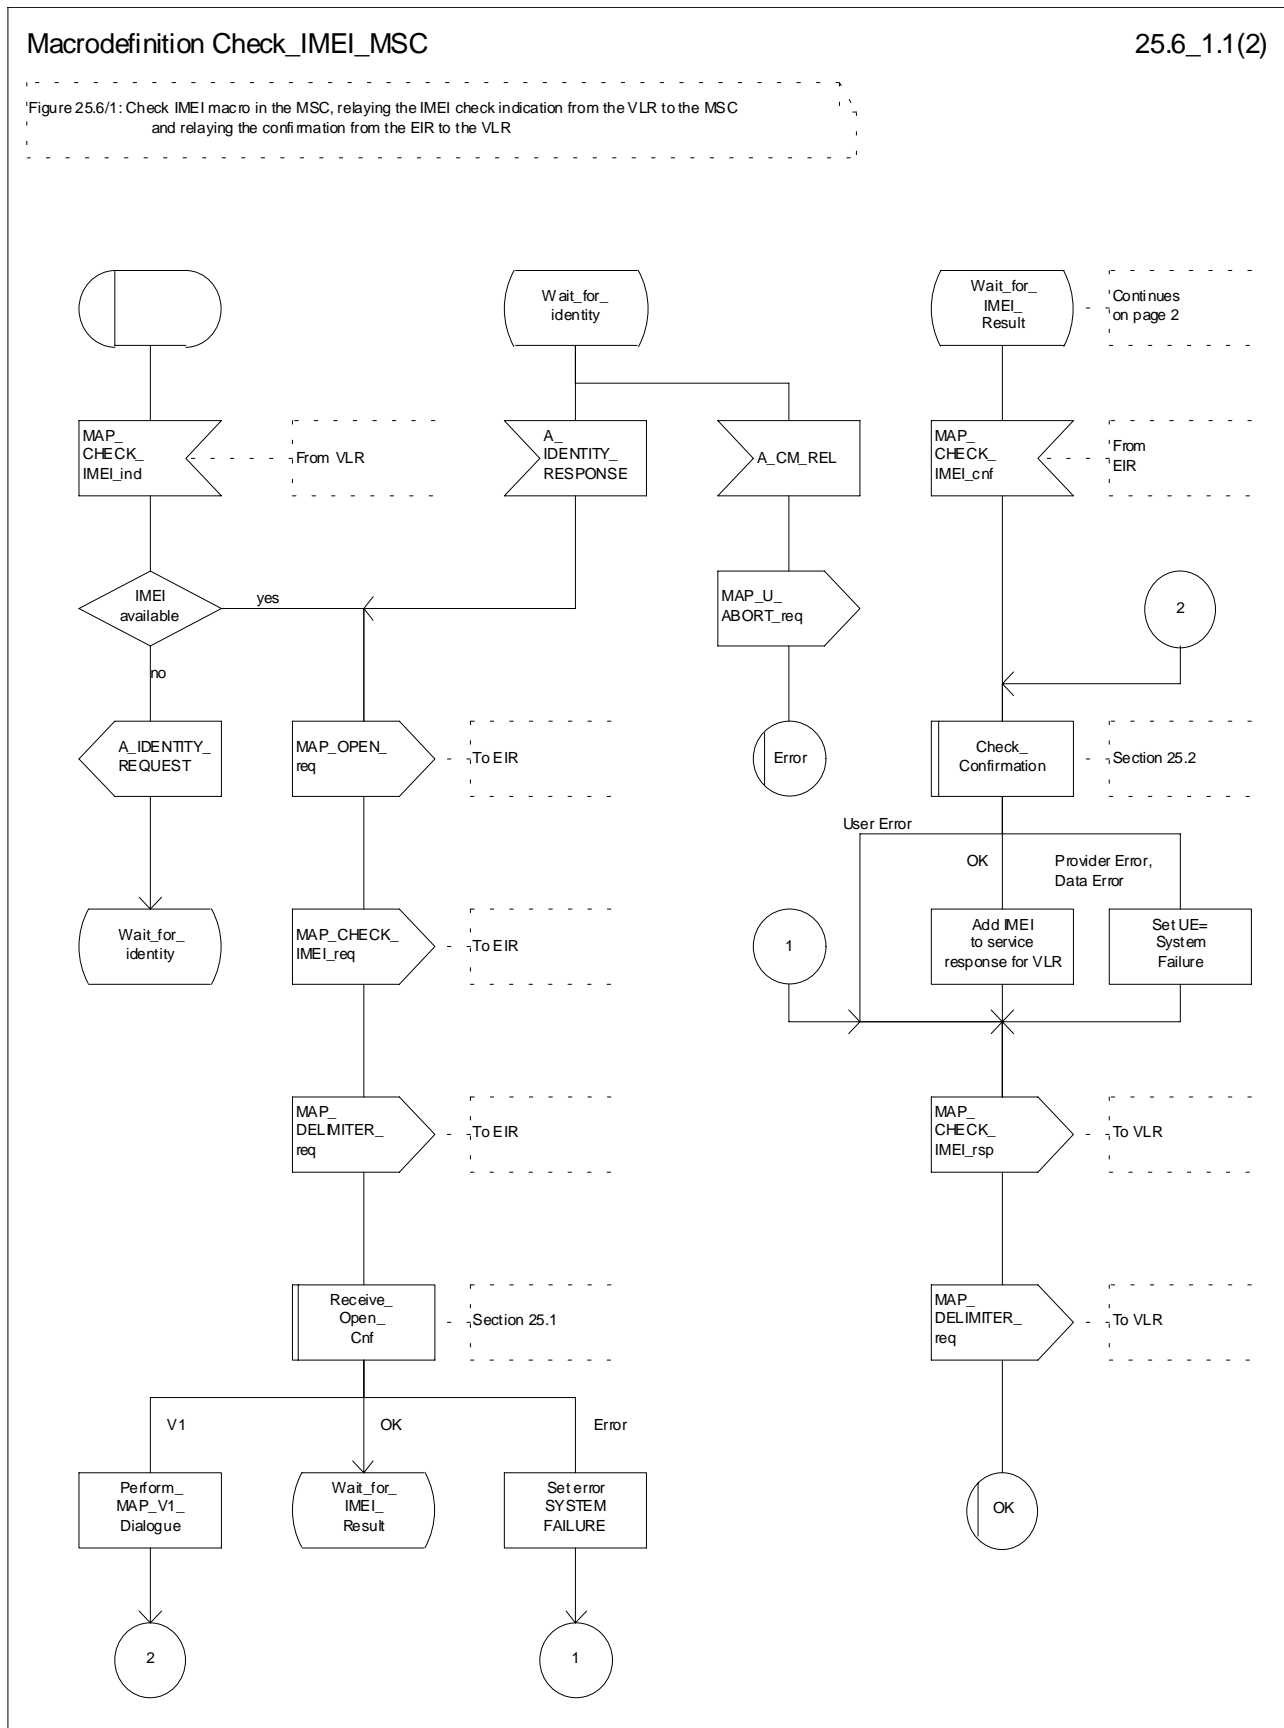 Macrodefinition Check_IMEI_MSC
25.6_1.1(2)
Figure 25.6/1: Check IMEI macro in the MSC, relaying the IMEI check indication from the VLR to the MSC
and relaying the confirmation from the EIR to the VLR
Wait_for_
identity
Wait_for_
IMEI_
Result
Continues
on page 2
MAP_
CHECK_
IMEI_ind
From VLR
A_
IDENTITY_
RESPONSE
A_CM_REL
MAP_
CHECK_
IMEI_cnf
From
EIR
IMEI
available
yes
no
MAP_U_
ABORT_req
2
A_IDENTITY_
REQUEST
MAP_OPEN_
req
To EIR
Error
Check_
Confirmation
Section 25.2
User Error
OK
Provider Error,
Data Error
Wait_for_
identity
MAP_CHECK_
IMEI_req
To EIR
1
Add IMEI
to service
response for VLR
Set UE=
System
Failure
MAP_
DELIMITER_
req
To EIR
MAP_
CHECK_
IMEI_rsp
To VLR
Receive_
Open_
Cnf
Section 25.1
MAP_
DELIMITER_
req
To VLR
V1
OK
Error
Perform_
MAP_V1_
Dialogue
Wait_for_
IMEI_
Result
Set error
SYSTEM
FAILURE
OK
2
1